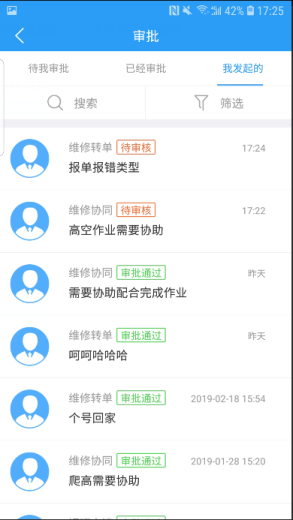 42% 17:25
审批
待我审批 已经审批 我发起的
搜索 筛选
维修转单 待审核 17:24
报单报错类型
维修协同 待审核 17:22
高空作业需要协助
维修协同 审批通过 昨天
需要协助配合完成作业
维修协同 审批通过 昨天
呵呵哈哈哈
维修转单 审批通过 2019-02-18 15:54
个号回家
维修协同 审批通过 2019-01-28 15:20
爬高需要协助